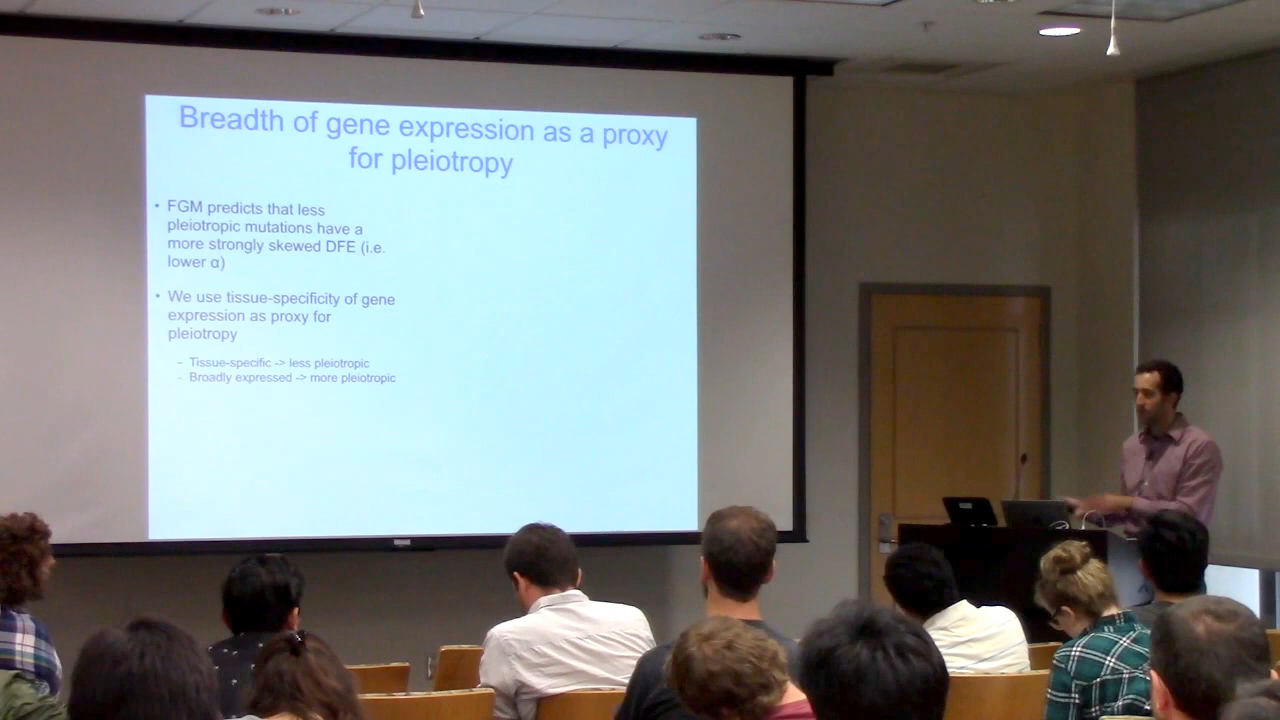 Breadth of gene expression as a proxy
for pleiotropy
• FGM predicts that less
pleiotropic mutations have a
more strongly skewed DFE (i.e.
lower α)
• We use tissue-specificity of gene
expression as proxy for
pleiotropy
– Tissue-specific -> less pleiotropic
– Broadly expressed -> more pleiotropic